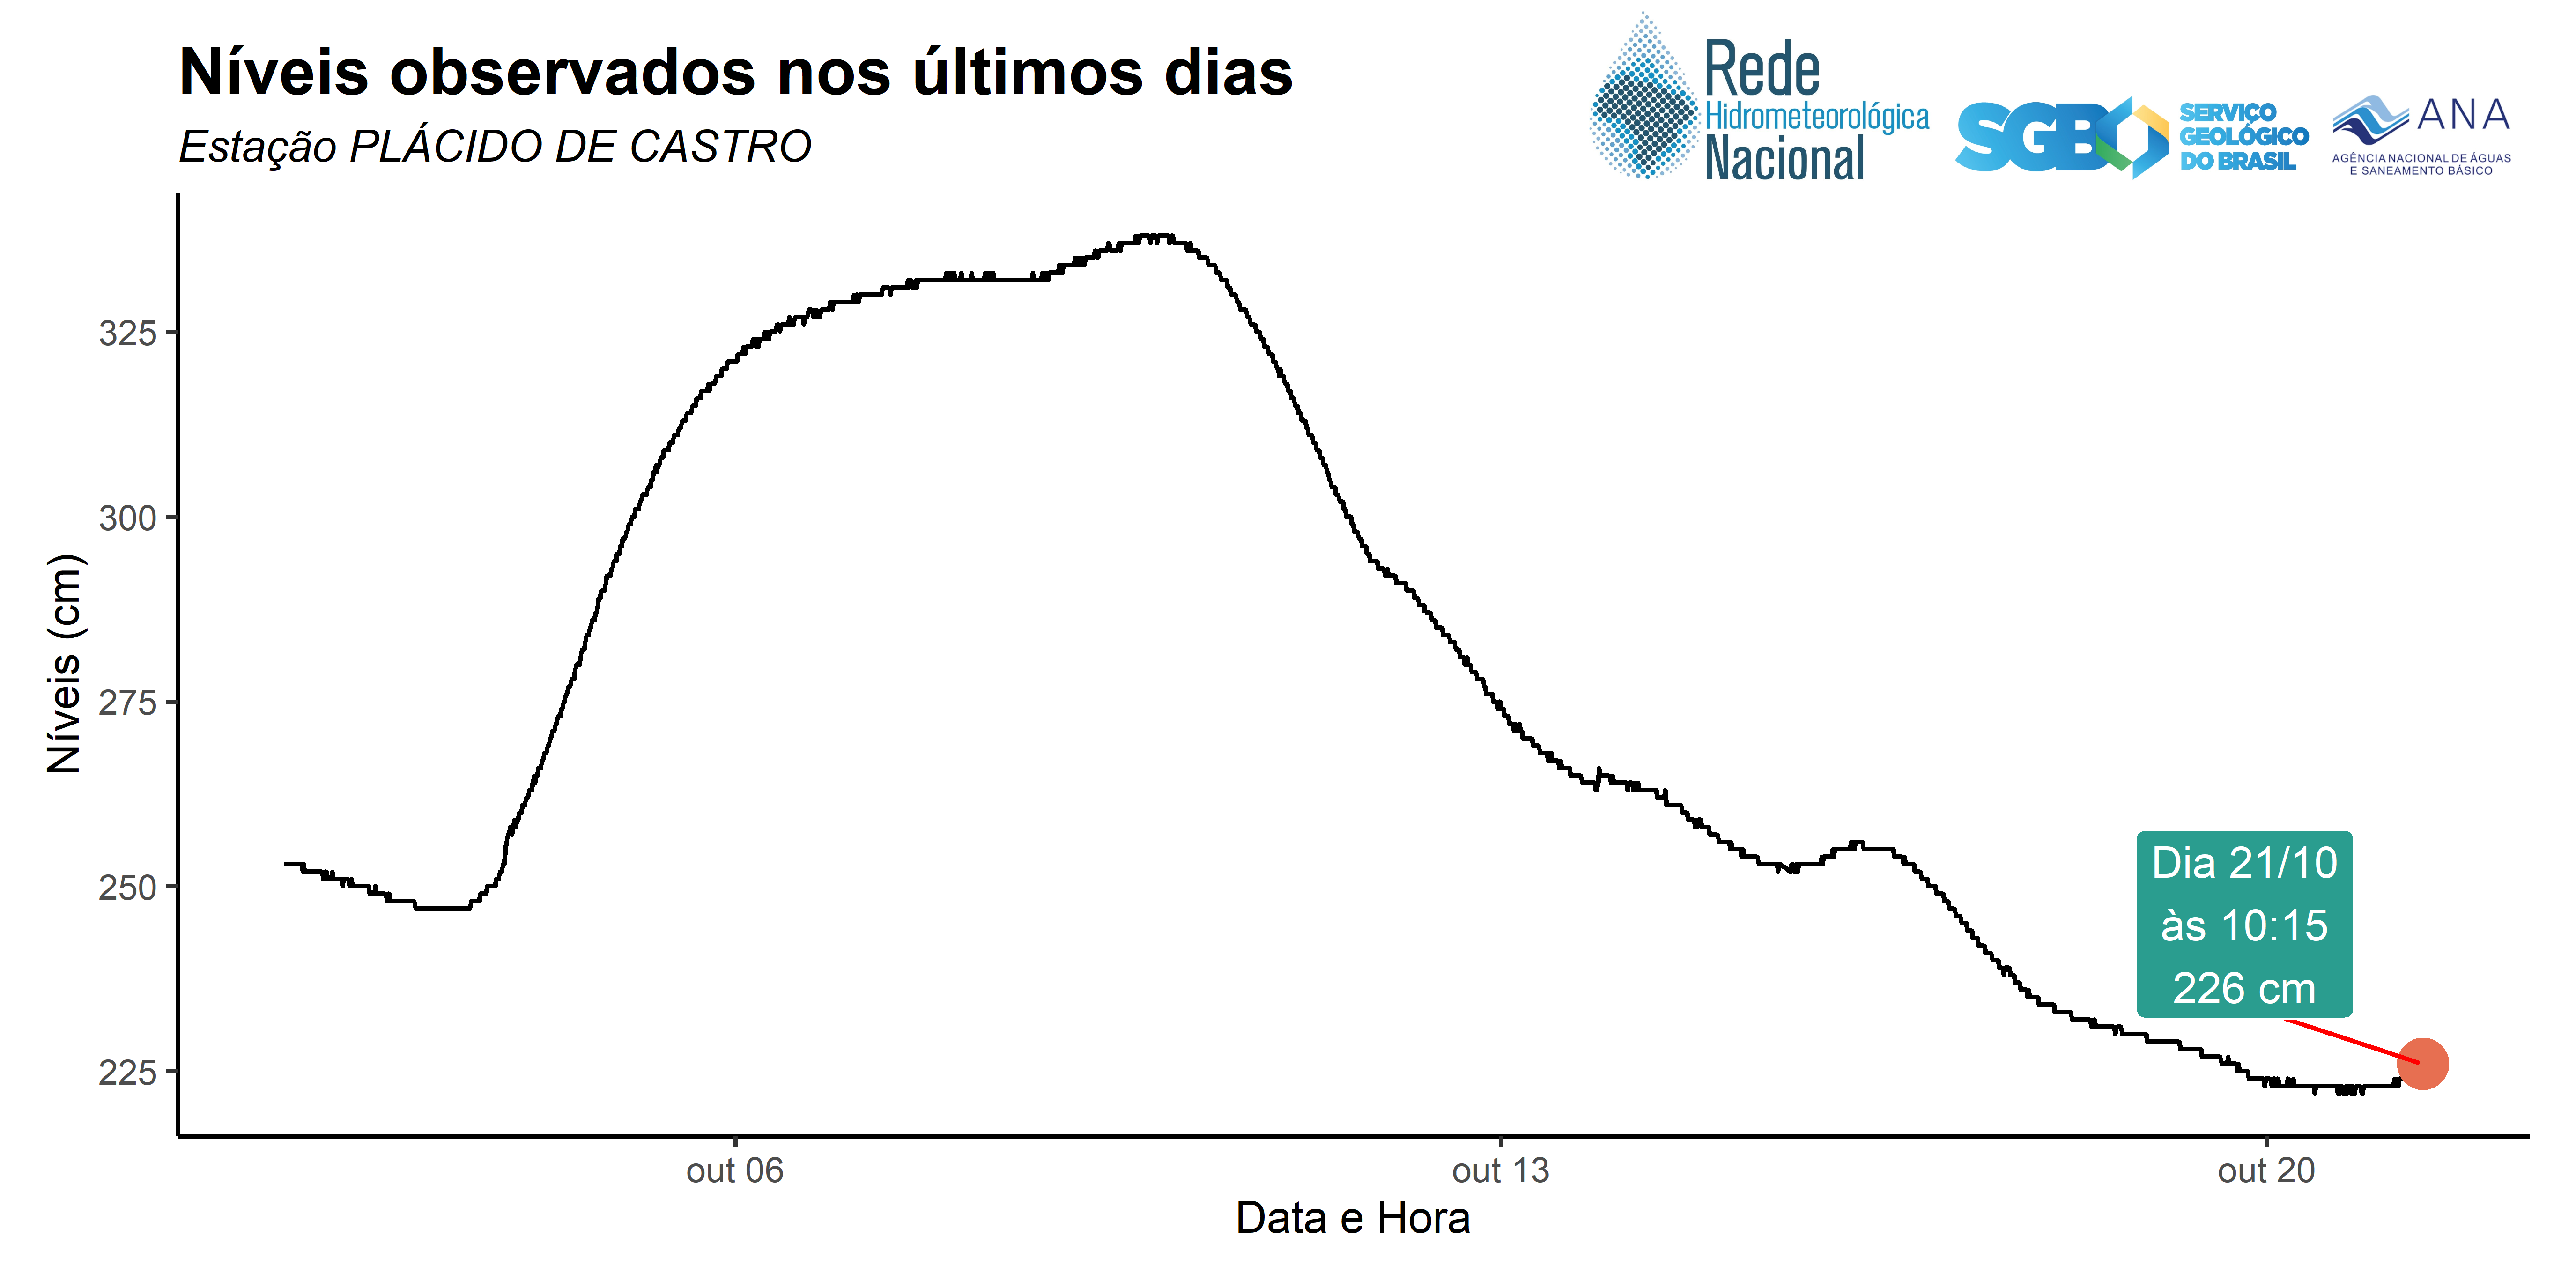 Níveis observados nos últimos dias
Estação PLÁCIDO DE CASTRO
Rede
Hidrometeorológica
Nacional
SGB
SERVIÇO
GEOLÓGICO
DO BRASIL
ANA
AGÊNCIA NACIONAL DE ÁGUAS
E SANEAMENTO BÁSICO
Níveis (cm)
325
300
275
250
225
Dia 21/10
às 10:15
226 cm
out 06
out 13
out 20
Data e Hora